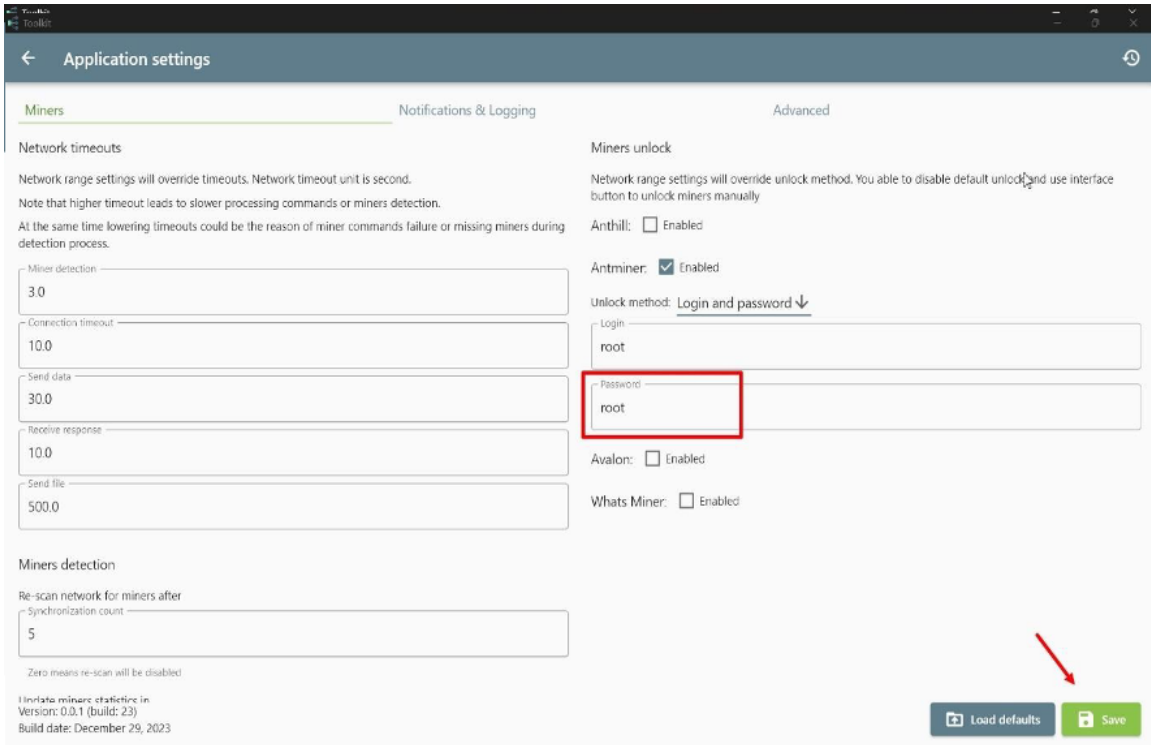 Toolkit
Toolkit
Application settings
Miners
Notifications & Logging
Advanced
Network timeouts
Network range settings will override timeouts. Network timeout unit is second.
Note that higher timeout leads to slower processing commands or miners detection.
At the same time lowering timeouts could be the reason of miner commands failure or missing miners during
detection process.
Miner detection
3.0
Connection timeout
10.0
Send data
30.0
Receive response
10.0
Send file
500.0
Miners detection
Re-scan network for miners after
Synchronization count
5
Zero means re-scan will be disabled
Update miners statistics in
Version: 0.0.1 (build: 23)
Build date: December 29, 2023
Miners unlock
Network range settings will override unlock method. You able to disable default unlock and use interface
button to unlock miners manually
Anthill: Enabled
Antminer: Enabled
Unlock method: Login and password
Login
root
Password
root
Avalon: Enabled
Whats Miner: Enabled
Load defaults
Save